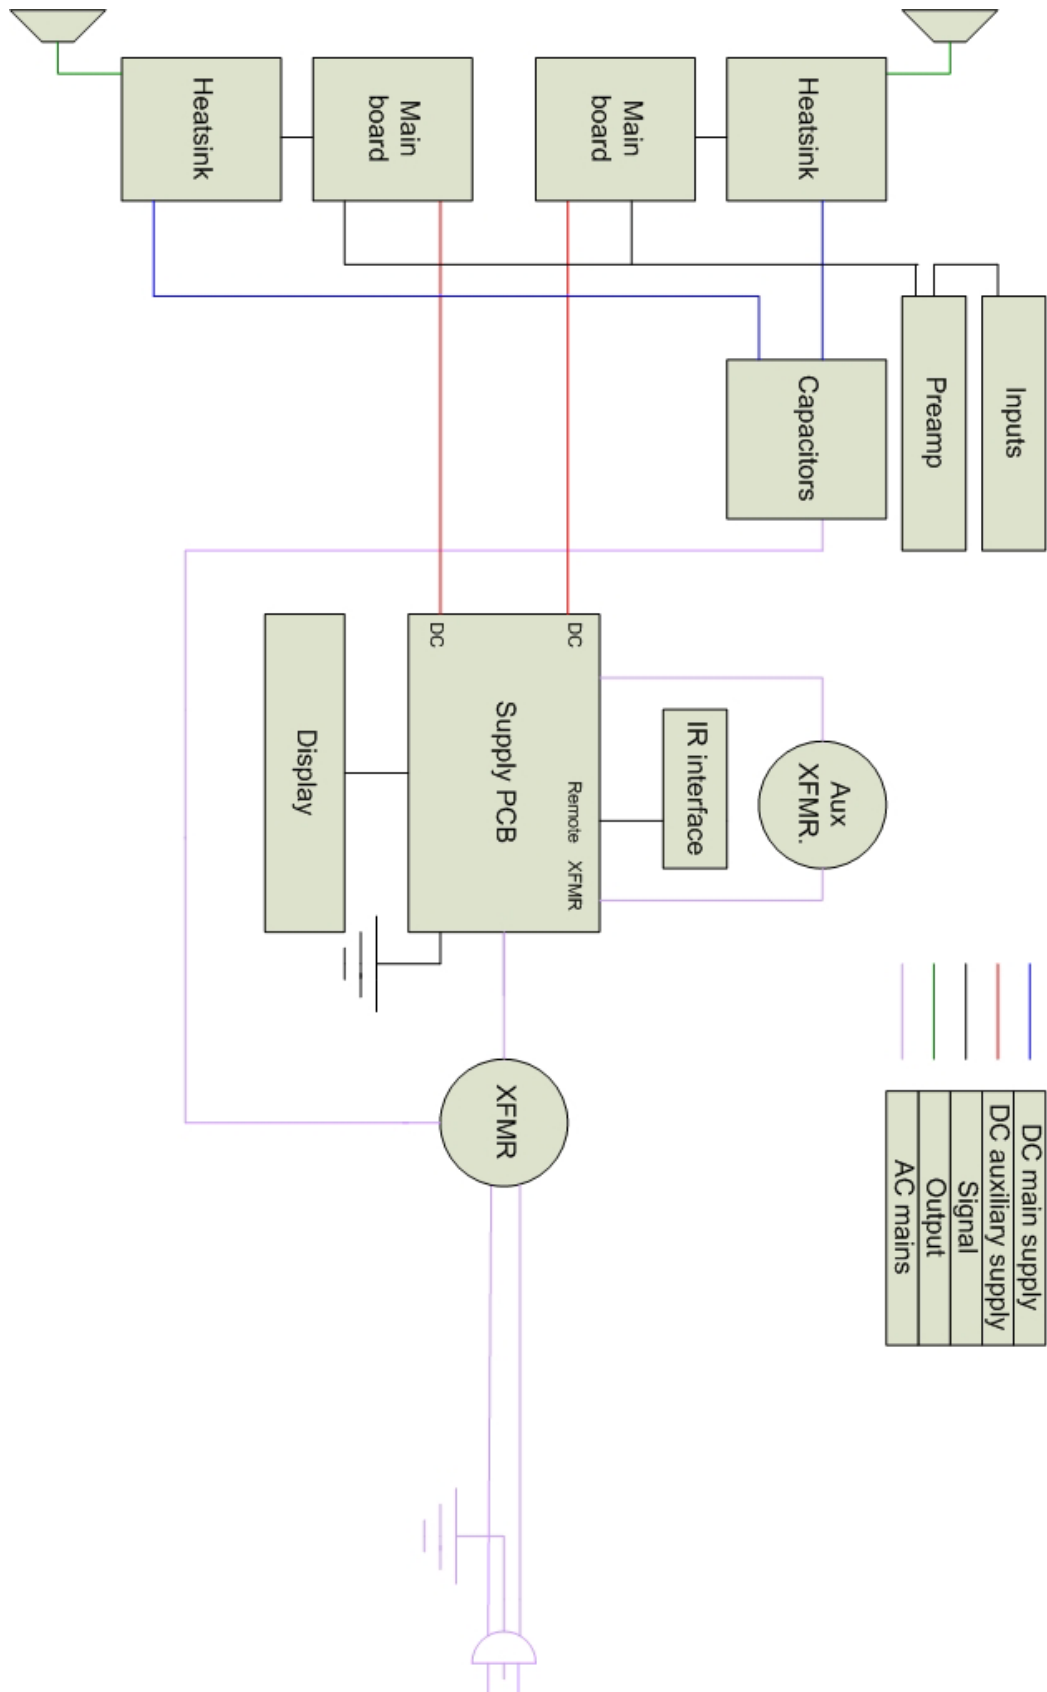 Heatsink
Main
board
Main
board
Heatsink
Capacitors
Preamp
Inputs
DC
DC
Supply PCB
Remote
XFMR
Display
IR interface
Aux
XFMR.
XFMR
DC main supply
DC auxiliary supply
Signal
Output
AC mains